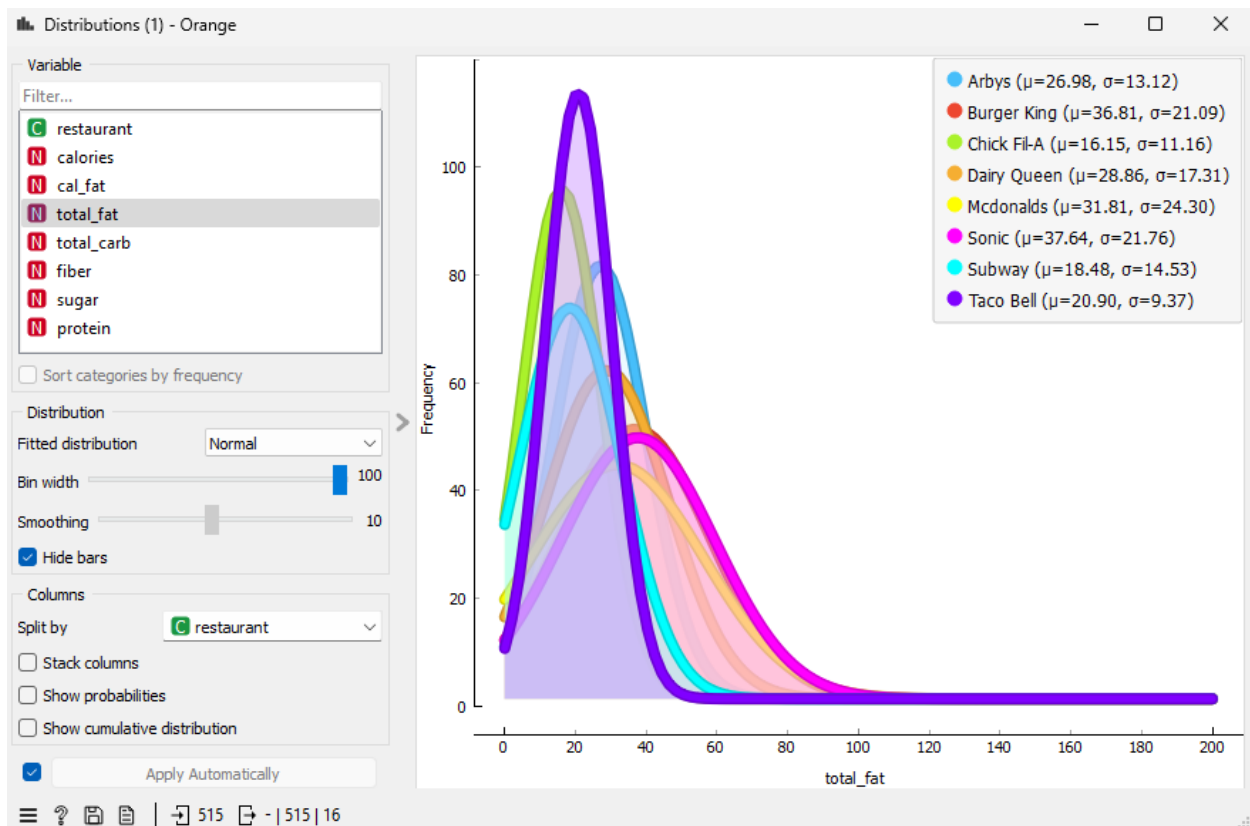 Distributions (1) - Orange
Variable
Filter...
C restaurant
N calories
N cal_fat
N total_fat
N total_carb
N fiber
N sugar
N protein
Sort categories by frequency
Distribution
Fitted distribution Normal
Bin width 100
Smoothing 10
Hide bars
Columns
Split by C restaurant
Stack columns
Show probabilities
Show cumulative distribution
Apply Automatically
515 - | 515 | 16
Frequency
100
80
60
40
20
0
0 20 40 60 80 100 120 140 160 180 200
total_fat
Arbys (μ=26.98, σ=13.12)
Burger King (μ=36.81, σ=21.09)
Chick Fil-A (μ=16.15, σ=11.16)
Dairy Queen (μ=28.86, σ=17.31)
Mcdonalds (μ=31.81, σ=24.30)
Sonic (μ=37.64, σ=21.76)
Subway (μ=18.48, σ=14.53)
Taco Bell (μ=20.90, σ=9.37)